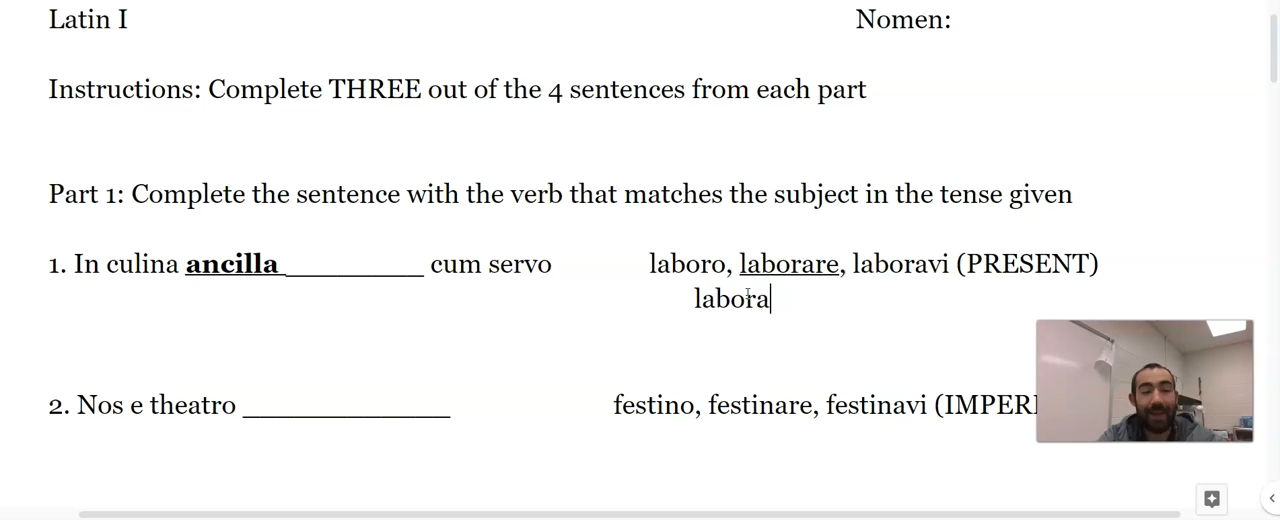 Latin I Nomen:
Instructions: Complete THREE out of the 4 sentences from each part
Part 1: Complete the sentence with the verb that matches the subject in the tense given
1. In culina ancilla __________ cum servo laboro, laborare, laboravi (PRESENT)
labora
2. Nos e theatro _______________ festino, festinare, festinavi (IMPER